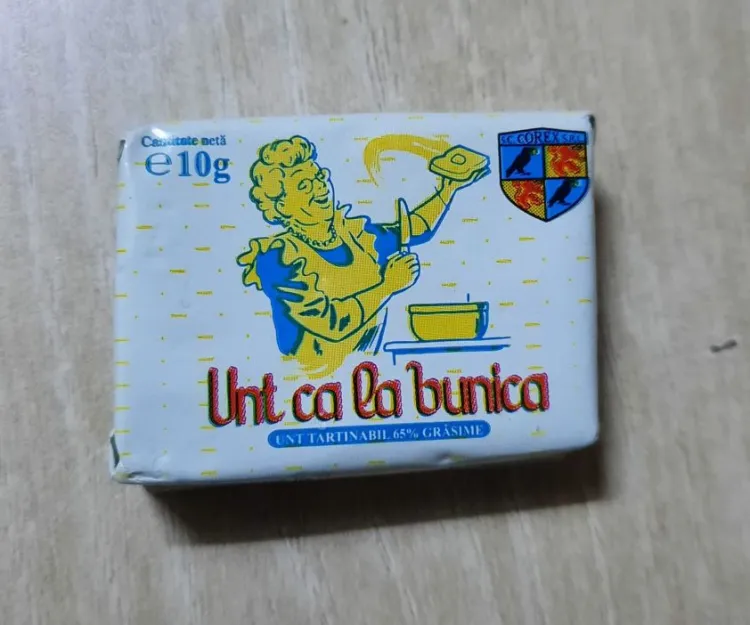 Cantitate netă
e 10g
S.C. COREX S.R.L.
Unt ca la bunica
UNT TARTINABIL 65% GRĂSIME